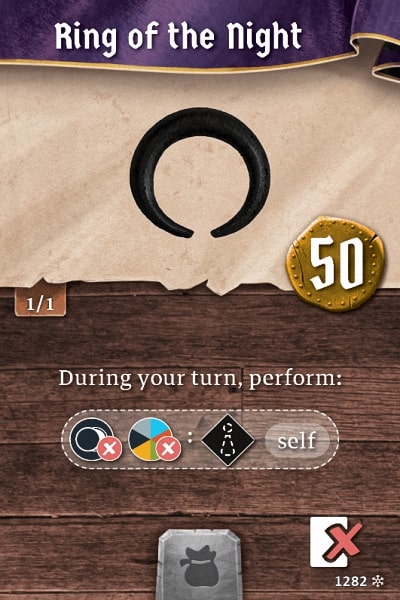 Ring of the Night
50
1/1
During your turn, perform:
: self
1282